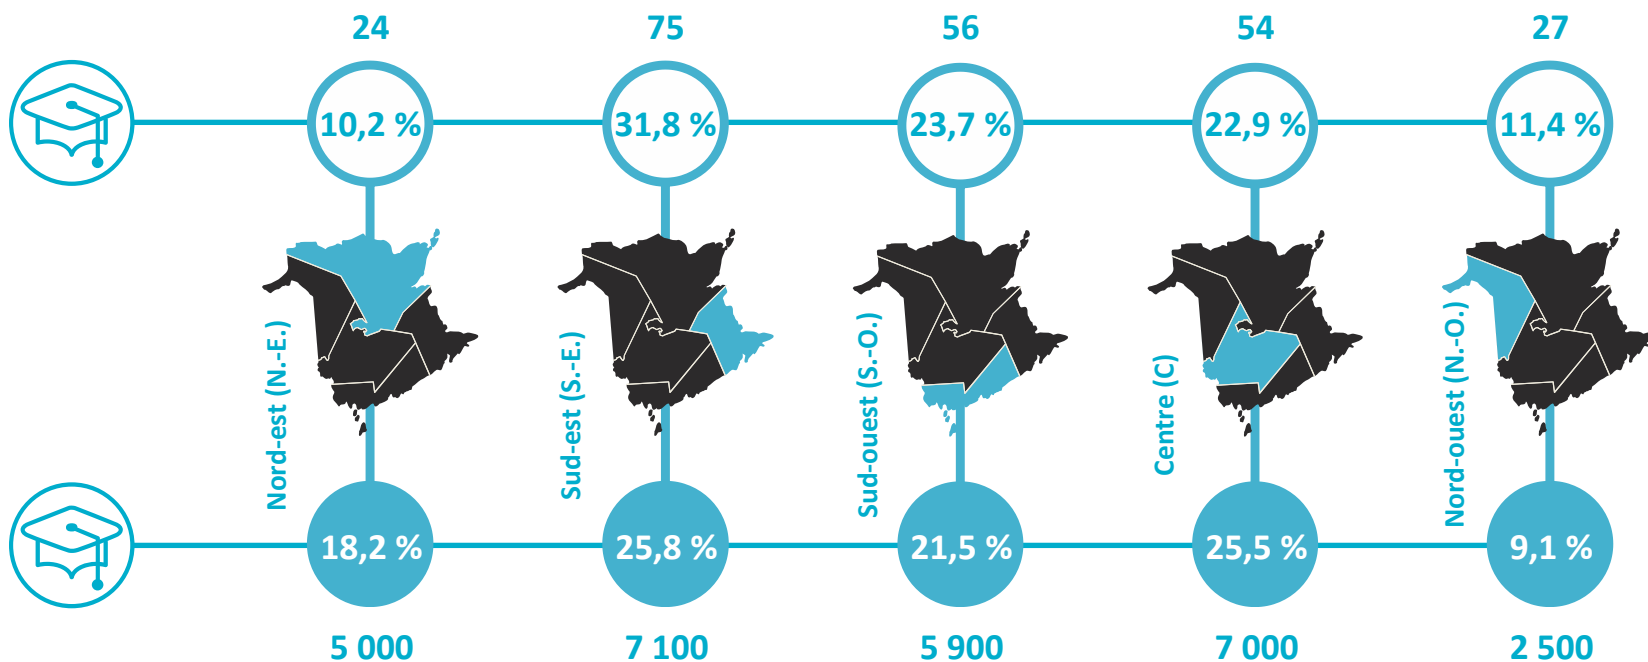 24 75 56 54 27
10,2 % 31,8 % 23,7 % 22,9 % 11,4 %
Nord-est (N.-E.)
Sud-est (S.-E.)
Sud-ouest (S.-O.)
Centre (C)
Nord-ouest (N.-O.)
18,2 % 25,8 % 21,5 % 25,5 % 9,1 %
5 000 7 100 5 900 7 000 2 500